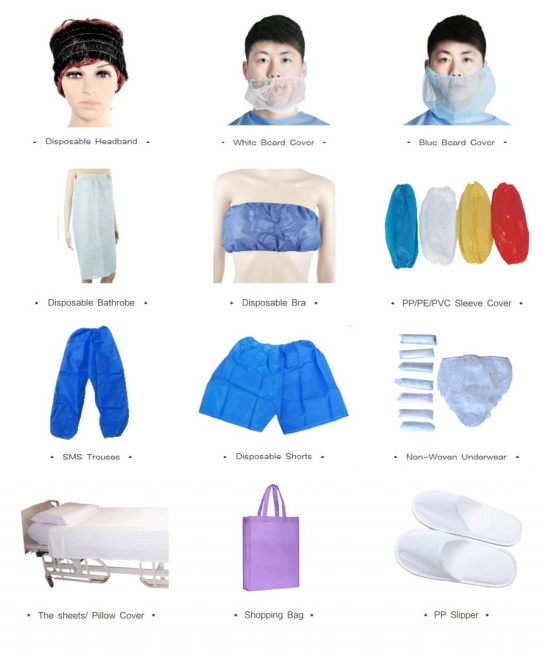 • Disposable Headband •
• White Beard Cover •
• Blue Beard Cover •
• Disposable Bathrobe •
• Disposable Bra •
• PP/PE/PVC Sleeve Cover •
• SMS Trouses •
• Disposable Shorts •
• Non-Woven Underwear •
• The sheets/ Pillow Cover •
• Shopping Bag •
• PP Slipper •